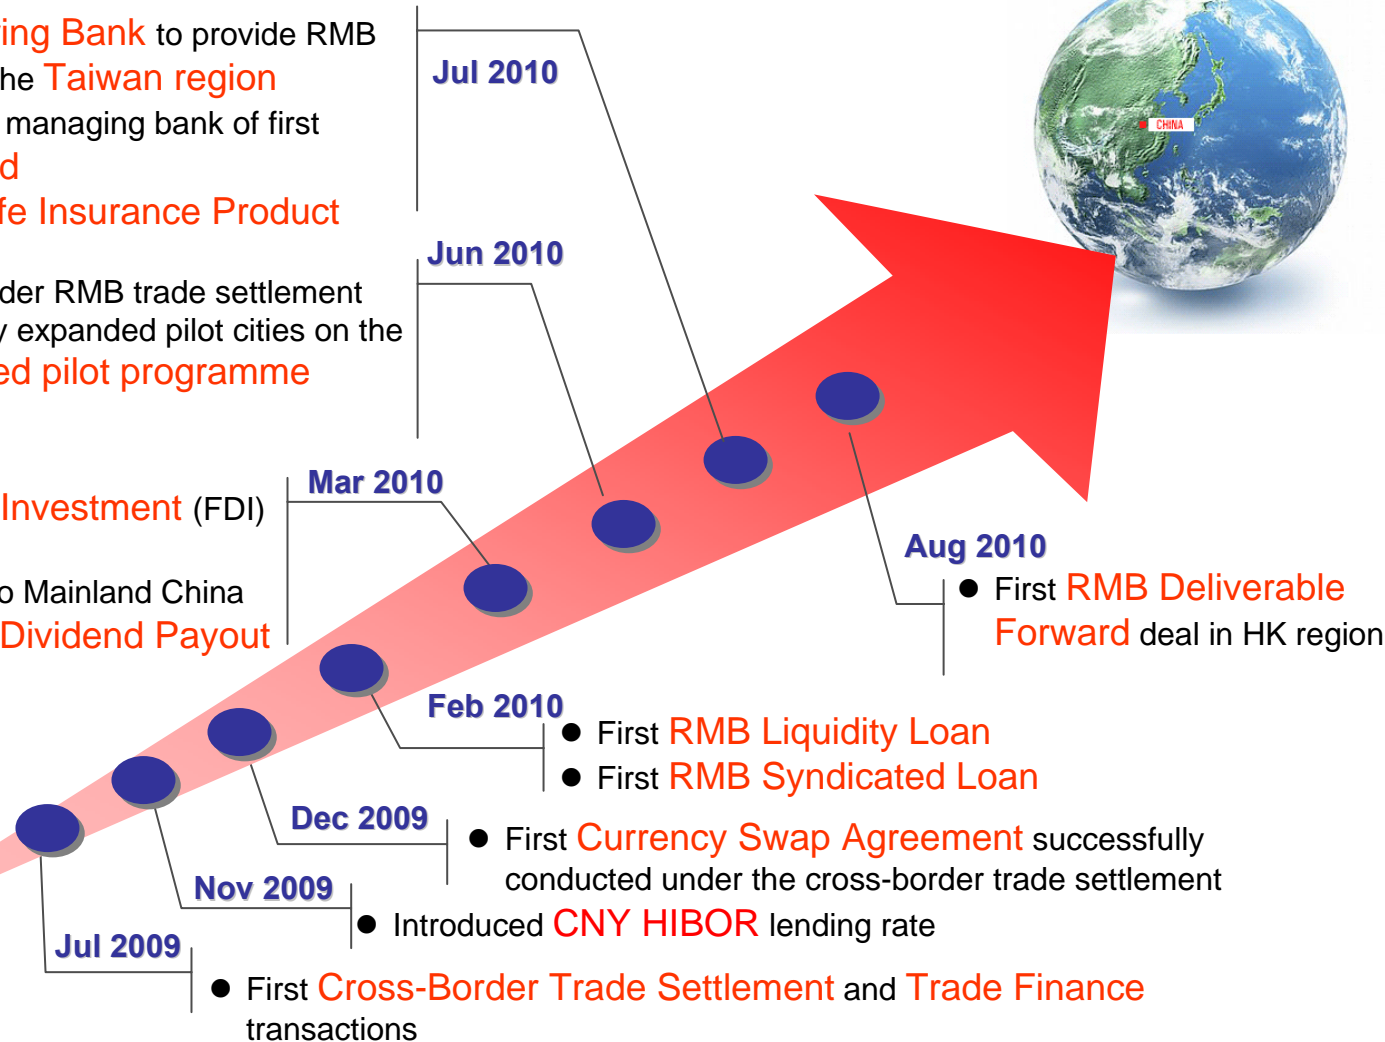 ing Bank to provide RMB
Jul 2010
he Taiwan region
managing bank of first
d
fe Insurance Product
CHINA
Jun 2010
der RMB trade settlement
y expanded pilot cities on the
ed pilot programme
Mar 2010
Investment (FDI)
o Mainland China
Dividend Payout
Aug 2010
● First RMB Deliverable
Forward deal in HK region
Feb 2010
● First RMB Liquidity Loan
● First RMB Syndicated Loan
Dec 2009
● First Currency Swap Agreement successfully
conducted under the cross-border trade settlement
Nov 2009
● Introduced CNY HIBOR lending rate
Jul 2009
● First Cross-Border Trade Settlement and Trade Finance
transactions